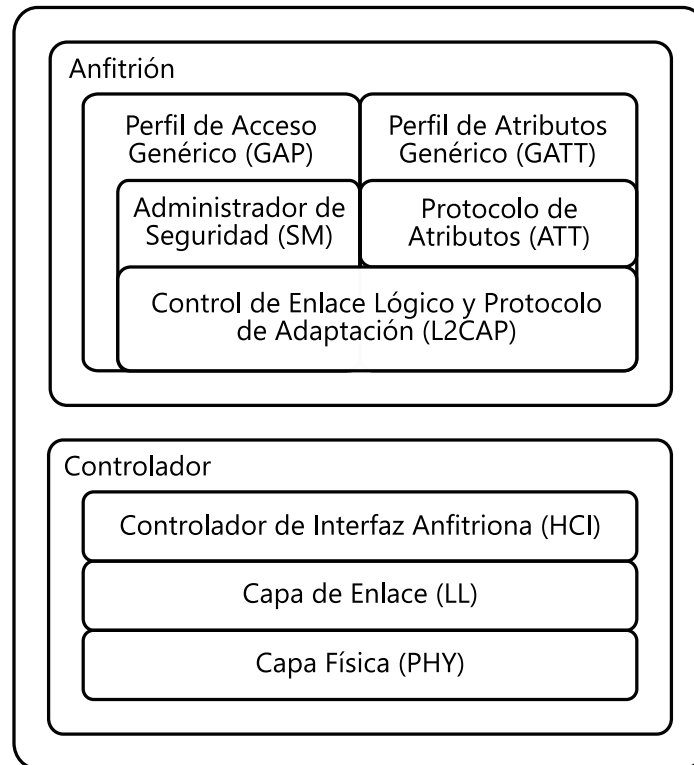 Anfitrión
Perfil de Acceso
Genérico (GAP)
Perfil de Atributos
Genérico (GATT)
Administrador de
Seguridad (SM)
Protocolo de
Atributos (ATT)
Control de Enlace Lógico y Protocolo
de Adaptación (L2CAP)
Controlador
Controlador de Interfaz Anfitriona (HCI)
Capa de Enlace (LL)
Capa Física (PHY)